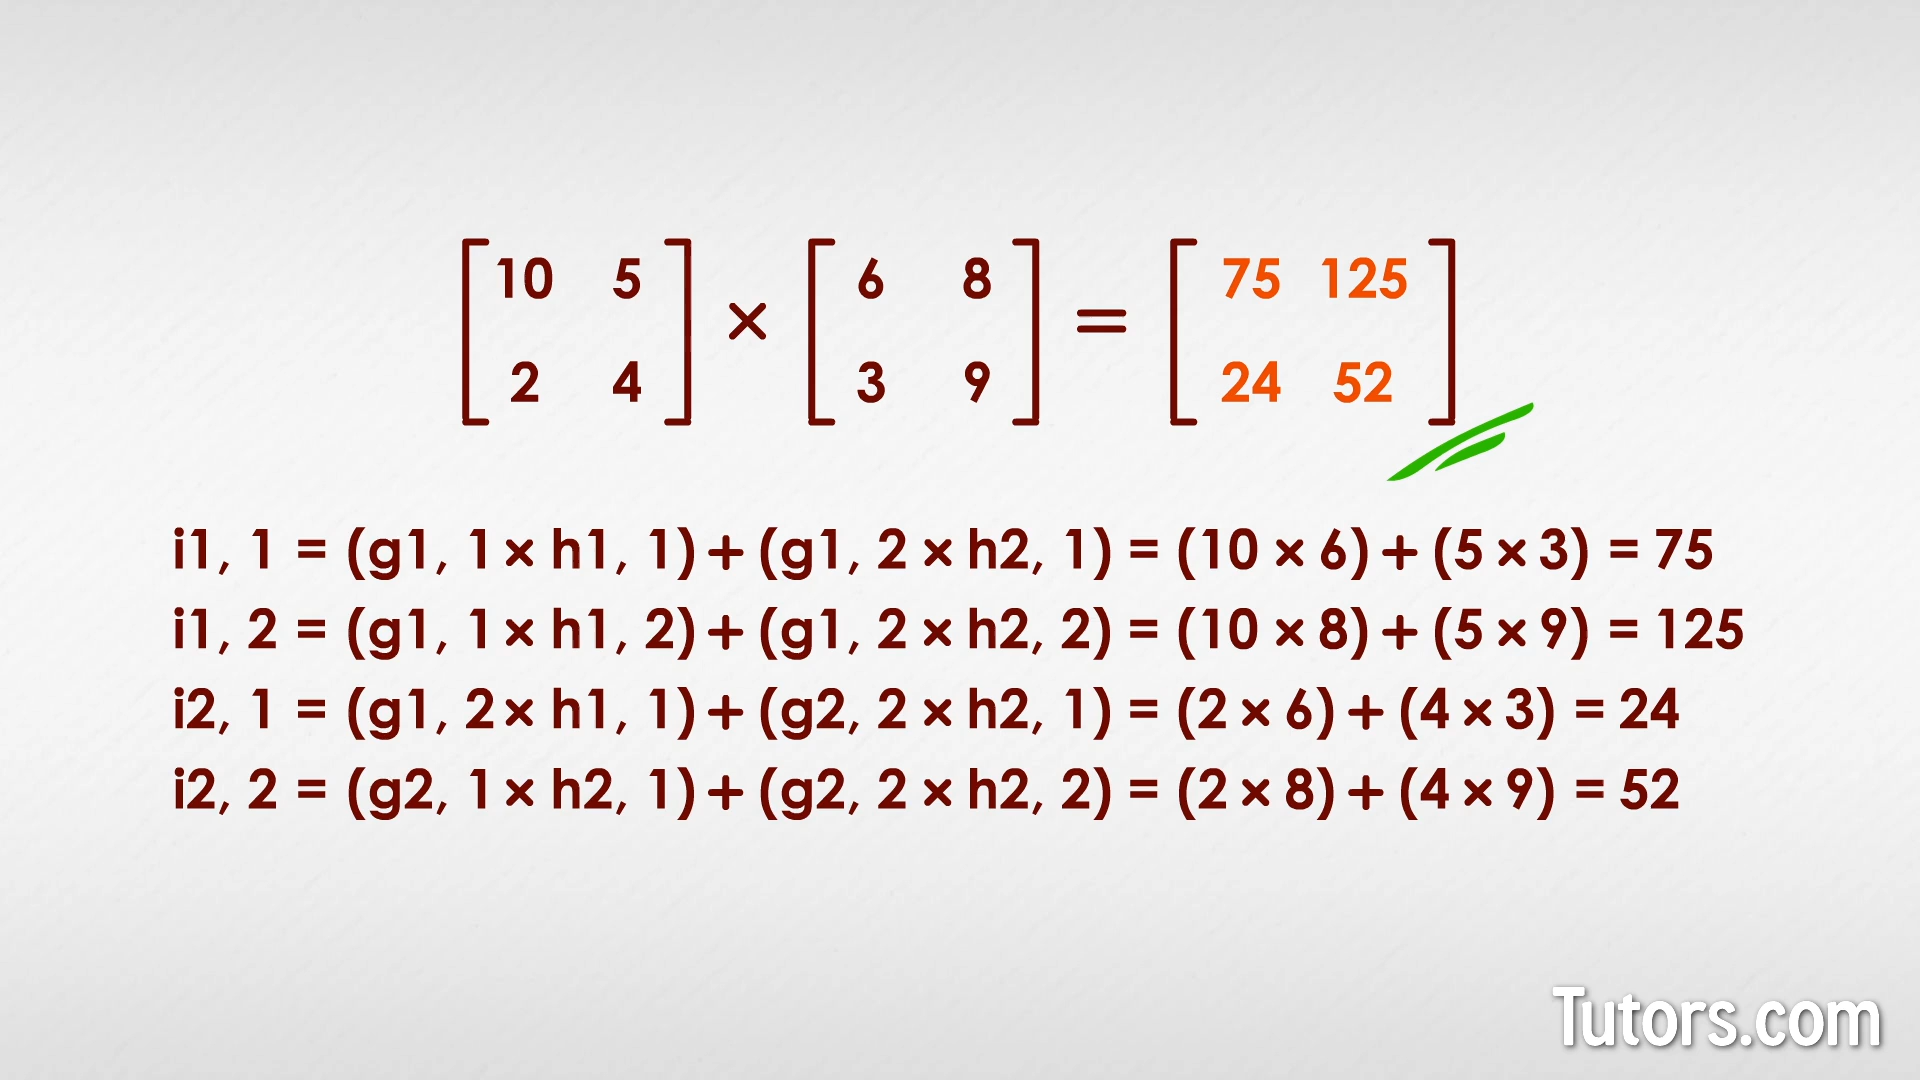 [10 5] × [6 8] = [75 125]
[2 4] [3 9] [24 52]
i1, 1 = (g1, 1 × h1, 1) + (g1, 2 × h2, 1) = (10 × 6) + (5 × 3) = 75
i1, 2 = (g1, 1 × h1, 2) + (g1, 2 × h2, 2) = (10 × 8) + (5 × 9) = 125
i2, 1 = (g1, 2 × h1, 1) + (g2, 2 × h2, 1) = (2 × 6) + (4 × 3) = 24
i2, 2 = (g2, 1 × h2, 1) + (g2, 2 × h2, 2) = (2 × 8) + (4 × 9) = 52
Tutors.com